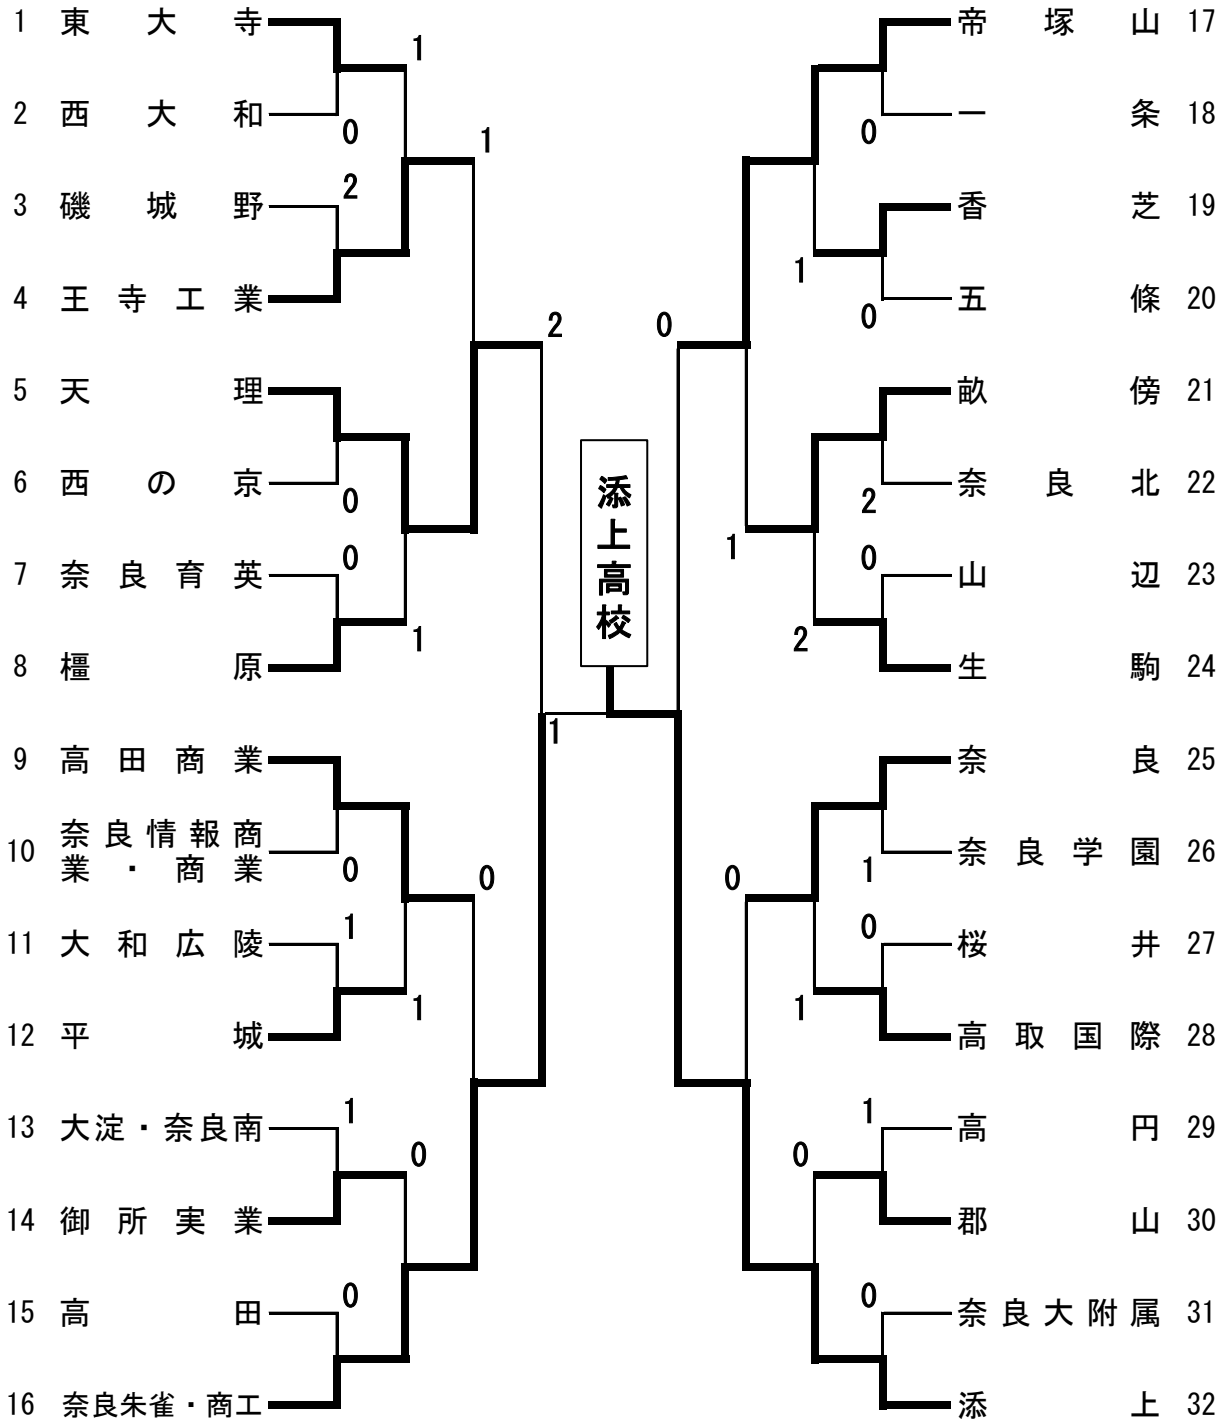 1 東大寺
1
2 西大和
0
1
3 磯城野
2
4 王寺工業
2
5 天理
6 西の京
0
7 奈良育英
0
8 橿原
1
1
9 高田商業
10 奈良情報商
業・商業
0
0
11 大和広陵
1
12 平城
1
13 大淀・奈良南
1
0
14 御所実業
15 高田
0
16 奈良朱雀・商工
添上高校
帝塚山 17
一条 18
0
香芝 19
1
五條 20
0
0
畝傍 21
奈良北 22
2
1
山辺 23
0
生駒 24
2
奈良 25
奈良学園 26
1
0
桜井 27
0
高取国際 28
1
高円 29
1
0
郡山 30
奈良大附属 31
0
添上 32